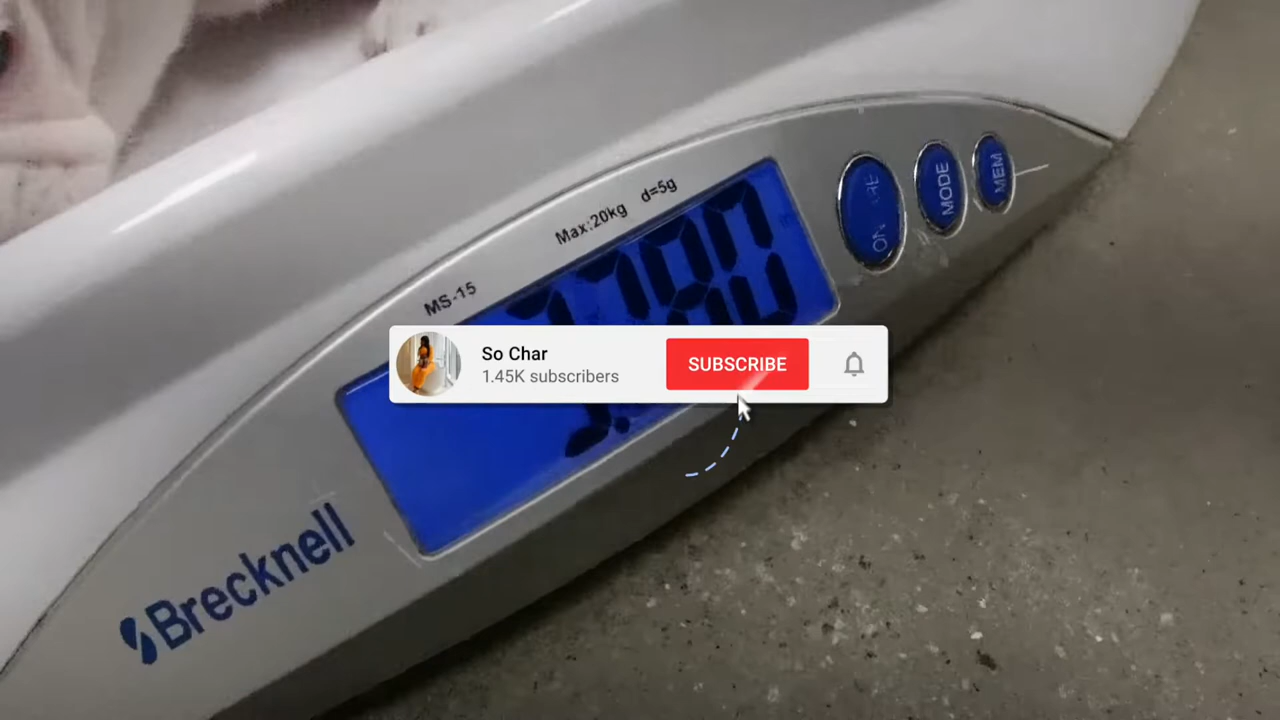 MS-15
Max:20kg d=5g
MODE
MEM
So Char
1.45K subscribers
SUBSCRIBE
Brecknell